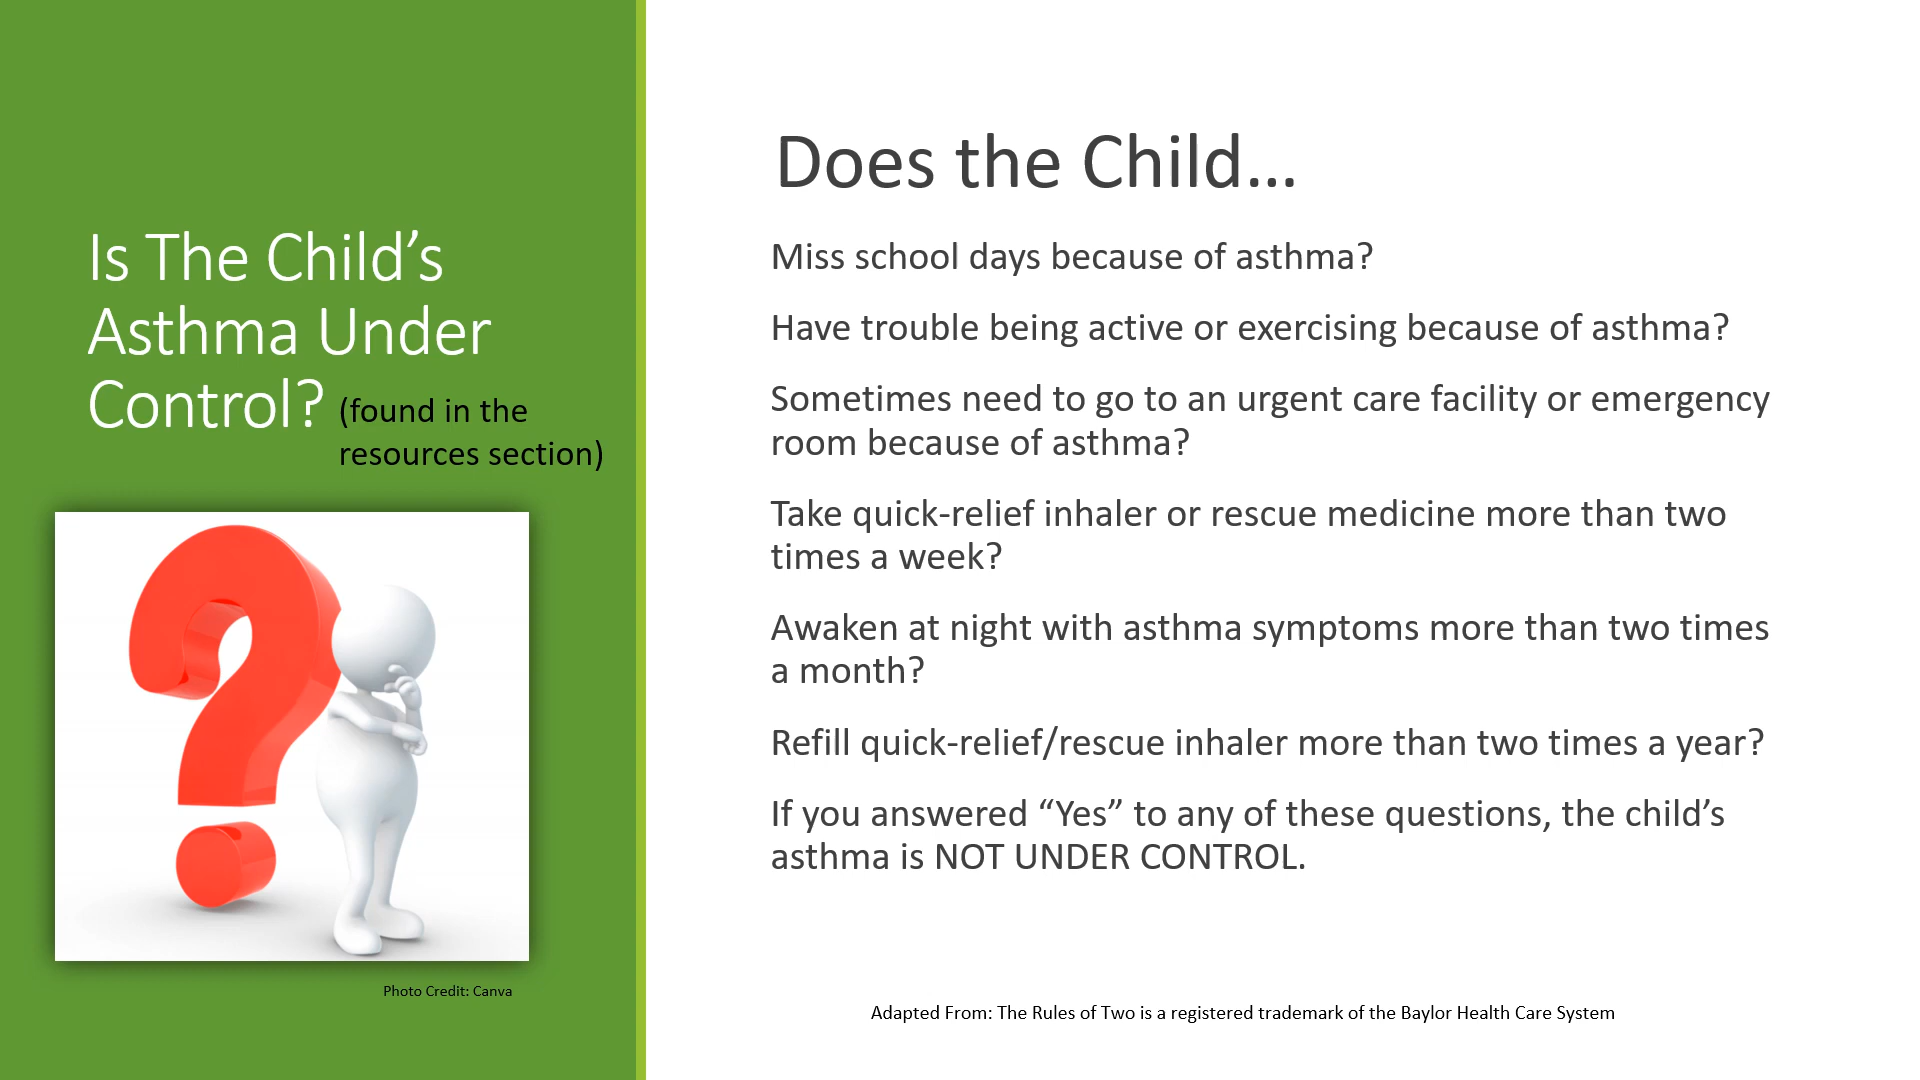 Is The Child’s
Asthma Under
Control? (found in the
resources section)
Photo Credit: Canva
Does the Child...
Miss school days because of asthma?
Have trouble being active or exercising because of asthma?
Sometimes need to go to an urgent care facility or emergency
room because of asthma?
Take quick-relief inhaler or rescue medicine more than two
times a week?
Awaken at night with asthma symptoms more than two times
a month?
Refill quick-relief/rescue inhaler more than two times a year?
If you answered “Yes” to any of these questions, the child’s
asthma is NOT UNDER CONTROL.
Adapted From: The Rules of Two is a registered trademark of the Baylor Health Care System